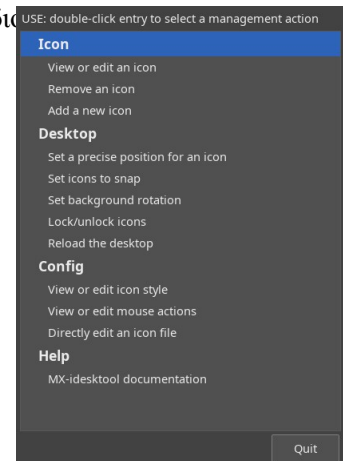 USE: double-click entry to select a management action
Icon
View or edit an icon
Remove an icon
Add a new icon
Desktop
Set a precise position for an icon
Set icons to snap
Set background rotation
Lock/unlock icons
Reload the desktop
Config
View or edit icon style
View or edit mouse actions
Directly edit an icon file
Help
MX-idesktool documentation
Quit